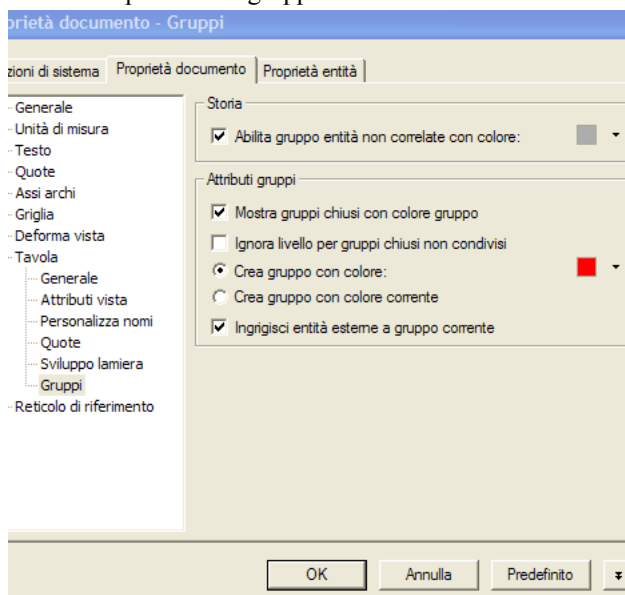 prietà documento - Gruppi
zioni di sistema Proprietà documento Proprietà entità
Generale
Unità di misura
Testo
Quote
Assi archi
Griglia
Deforma vista
Tavola
Generale
Attributi vista
Personalizza nomi
Quote
Sviluppo lamiera
Gruppi
Reticolo di riferimento
Storia
Abilita gruppo entità non correlate con colore:
Attributi gruppi
Mostra gruppi chiusi con colore gruppo
Ignora livello per gruppi chiusi non condivisi
Crea gruppo con colore:
Crea gruppo con colore corrente
Ingrigisci entità esterne a gruppo corrente
OK Annulla Predefinito